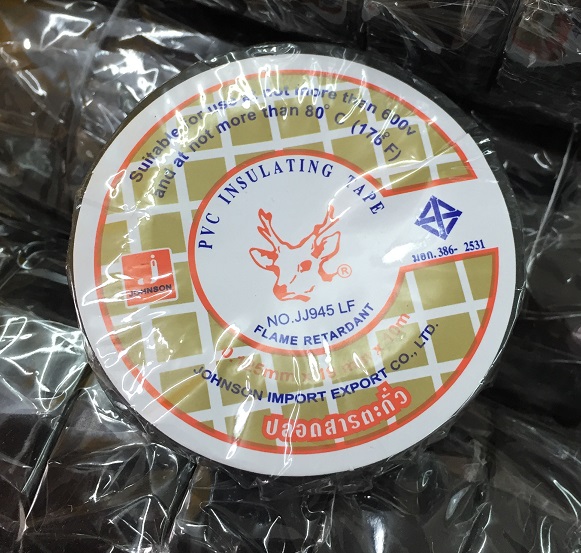 Suitable for use at not more than 600v
and at not more than 80° C (176°F)
PVC INSULATING TAPE
มอก. 386- 2531
JOHNSON
®
NO.JJ945 LF
FLAME RETARDANT
x 10m
JOHNSON IMPORT EXPORT CO., LTD.
ปลอดสารตะกั่ว